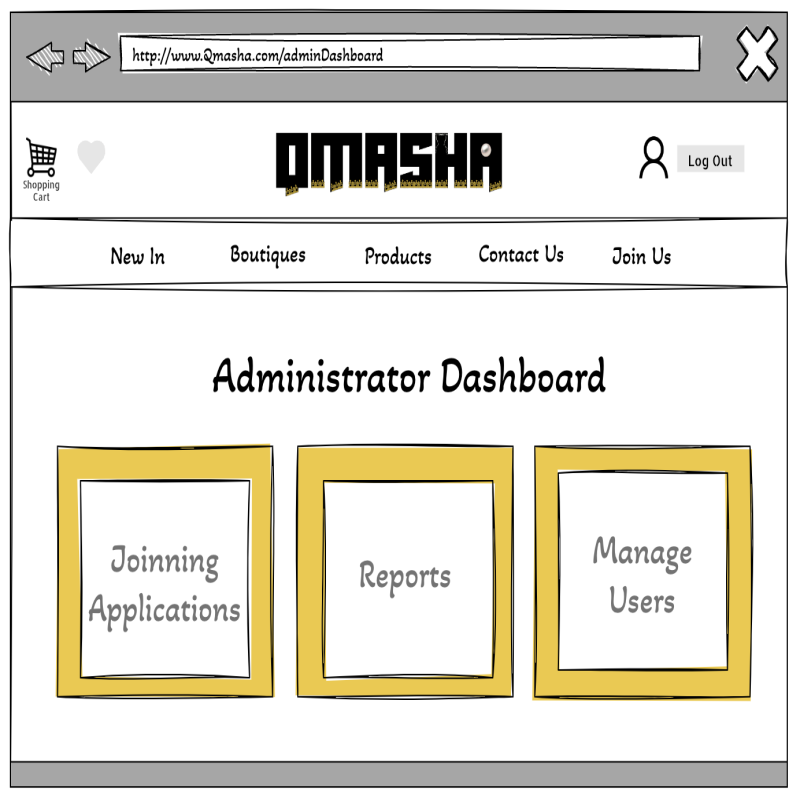 http://www.Qmasha.com/adminDashboard
QMASHA
Log Out
Shopping
Cart
New In
Boutiques
Products
Contact Us
Join Us
Administrator Dashboard
Joinning
Applications
Reports
Manage
Users